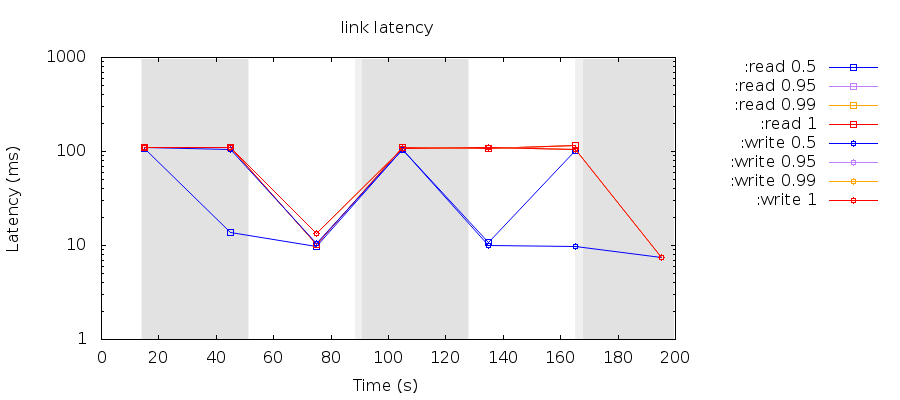 link latency
1000
100
10
1
Latency (ms)
0 20 40 60 80 100 120 140 160 180 200
Time (s)
:read 0.5
:read 0.95
:read 0.99
:read 1
:write 0.5
:write 0.95
:write 0.99
:write 1